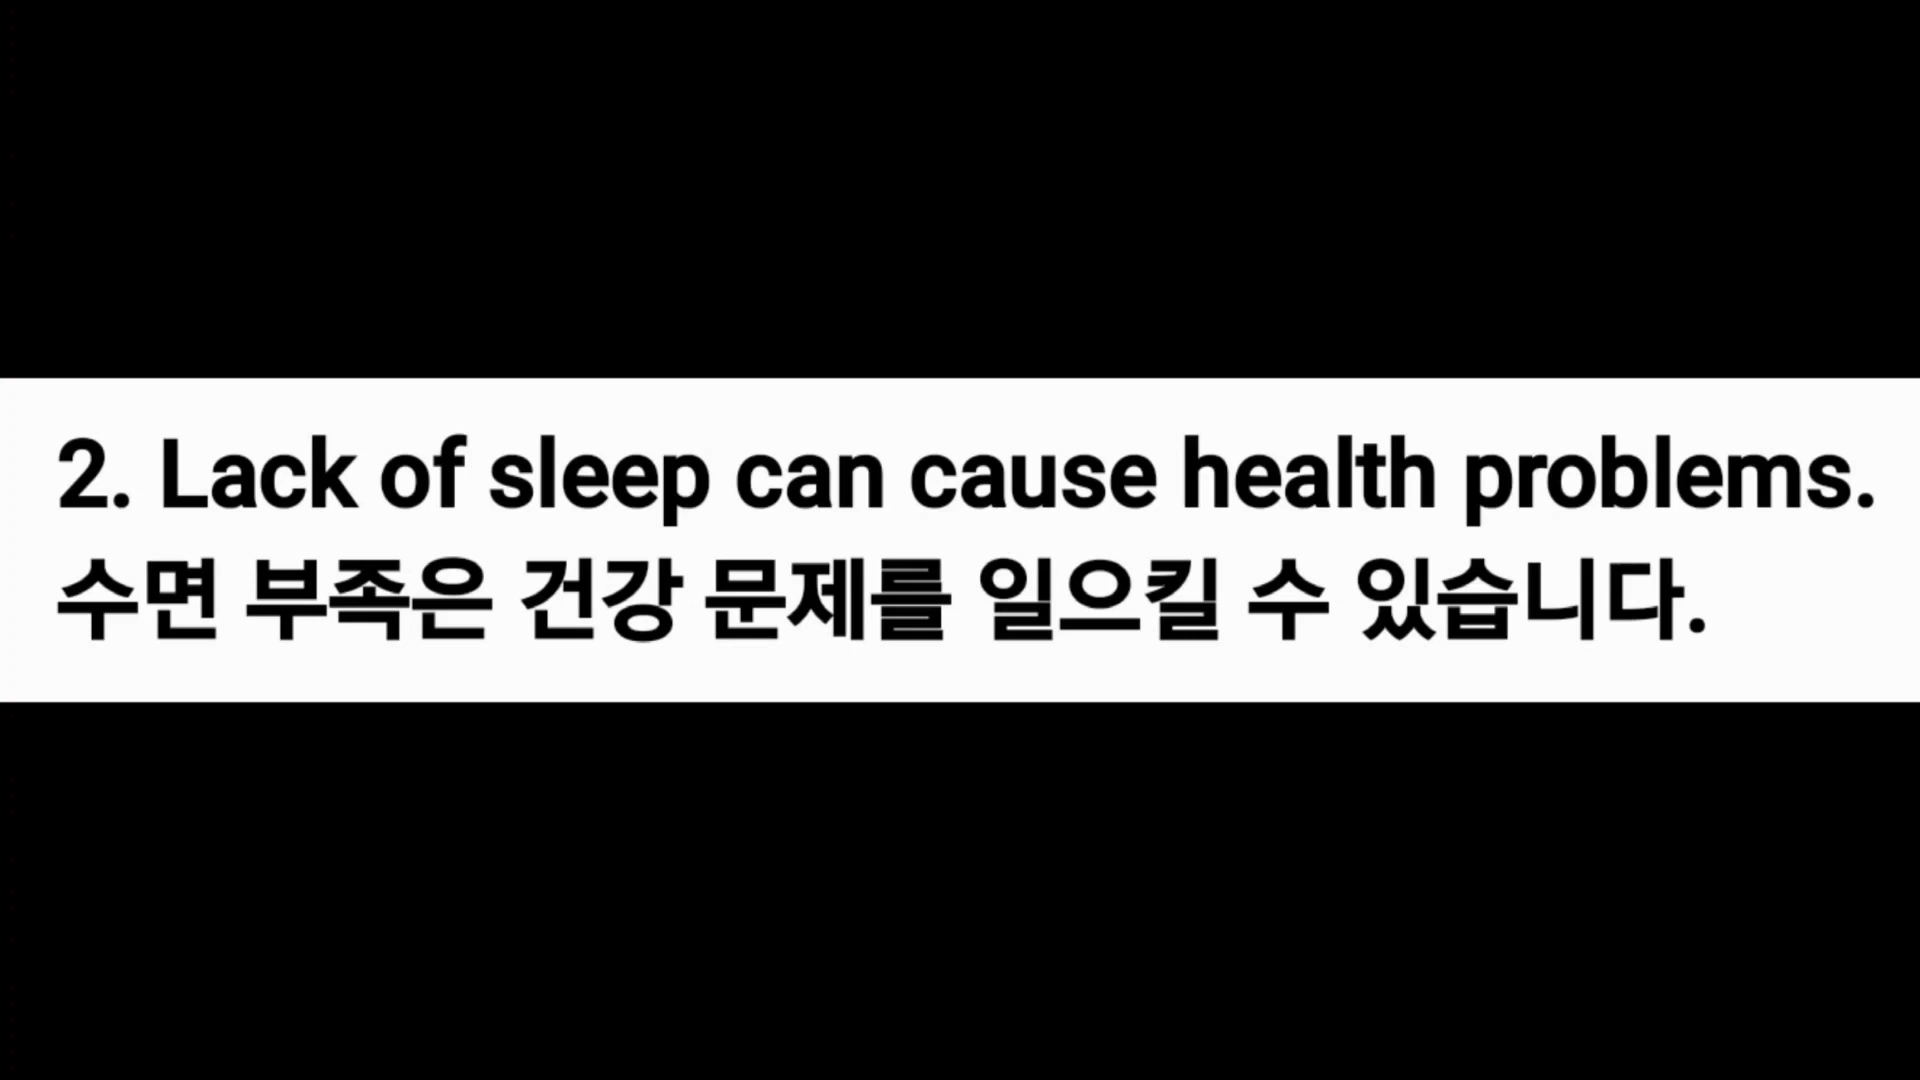 2. Lack of sleep can cause health problems.
수면 부족은 건강 문제를 일으킬 수 있습니다.